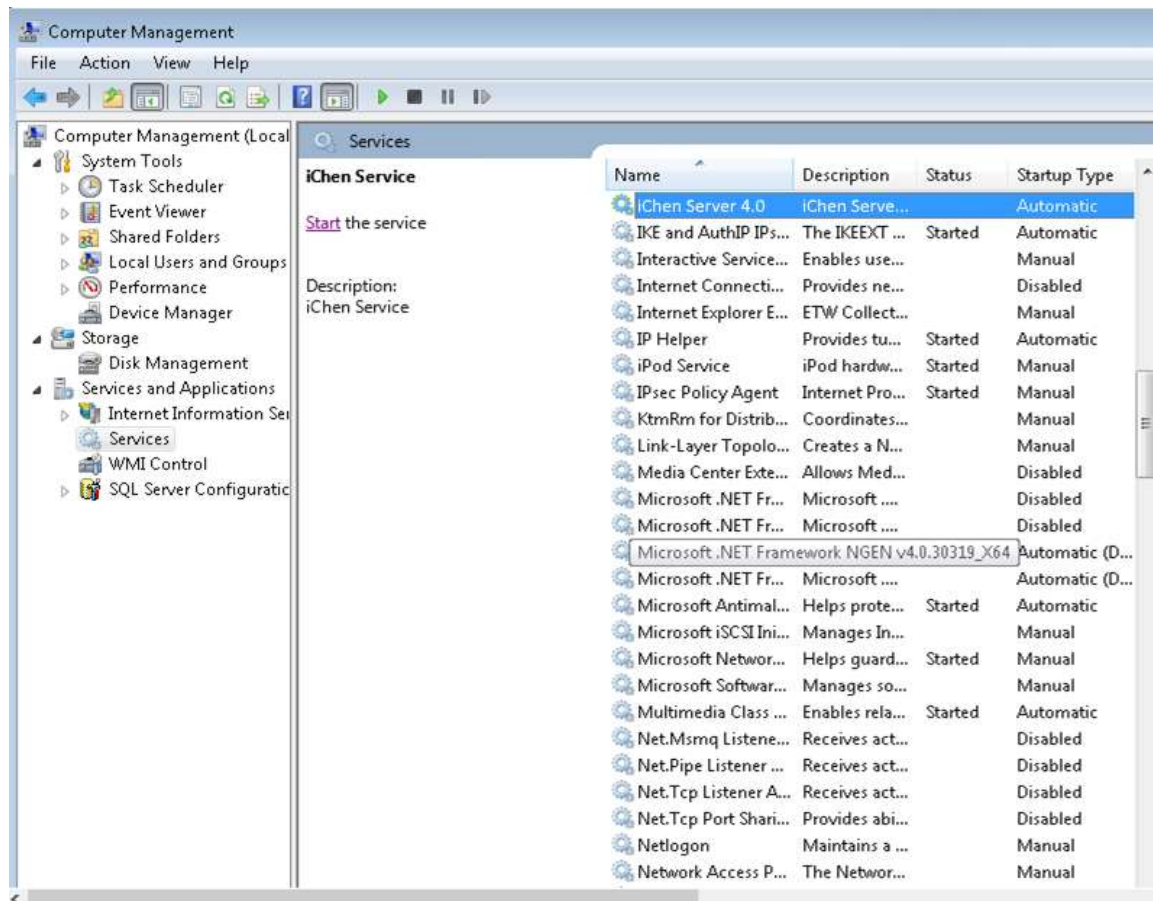 Computer Management
File Action View Help
Computer Management (Local
System Tools
Task Scheduler
Event Viewer
Shared Folders
Local Users and Groups
Performance
Device Manager
Storage
Disk Management
Services and Applications
Internet Information Ser
Services
WMI Control
SQL Server Configuratic
Services
iChen Service
Start the service
Description:
iChen Service
Name Description Status Startup Type
iChen Server 4.0 iChen Serve... Automatic
IKE and AuthIP IPs... The IKEEXT ... Started Automatic
Interactive Service... Enables use... Manual
Internet Connecti... Provides ne... Disabled
Internet Explorer E... ETW Collect... Manual
IP Helper Provides tu... Started Automatic
iPod Service iPod hardw... Started Manual
IPsec Policy Agent Internet Pro... Started Manual
KtmRm for Distrib... Coordinates... Manual
Link-Layer Topolo... Creates a N... Manual
Media Center Exte... Allows Med... Disabled
Microsoft .NET Fr... Microsoft .... Disabled
Microsoft .NET Fr... Microsoft .... Disabled
Microsoft .NET Framework NGEN v4.0.30319_X64 Automatic (D...
Microsoft .NET Fr... Microsoft .... Automatic (D...
Microsoft Antimal... Helps prote... Started Automatic
Microsoft iSCSI Ini... Manages In... Manual
Microsoft Networ... Helps guard... Started Manual
Microsoft Softwar... Manages so... Manual
Multimedia Class ... Enables rela... Started Automatic
Net.Msmq Listene... Receives act... Disabled
Net.Pipe Listener ... Receives act... Disabled
Net.Tcp Listener A... Receives act... Disabled
Net.Tcp Port Shari... Provides abi... Disabled
Netlogon Maintains a ... Manual
Network Access P... The Networ... Manual